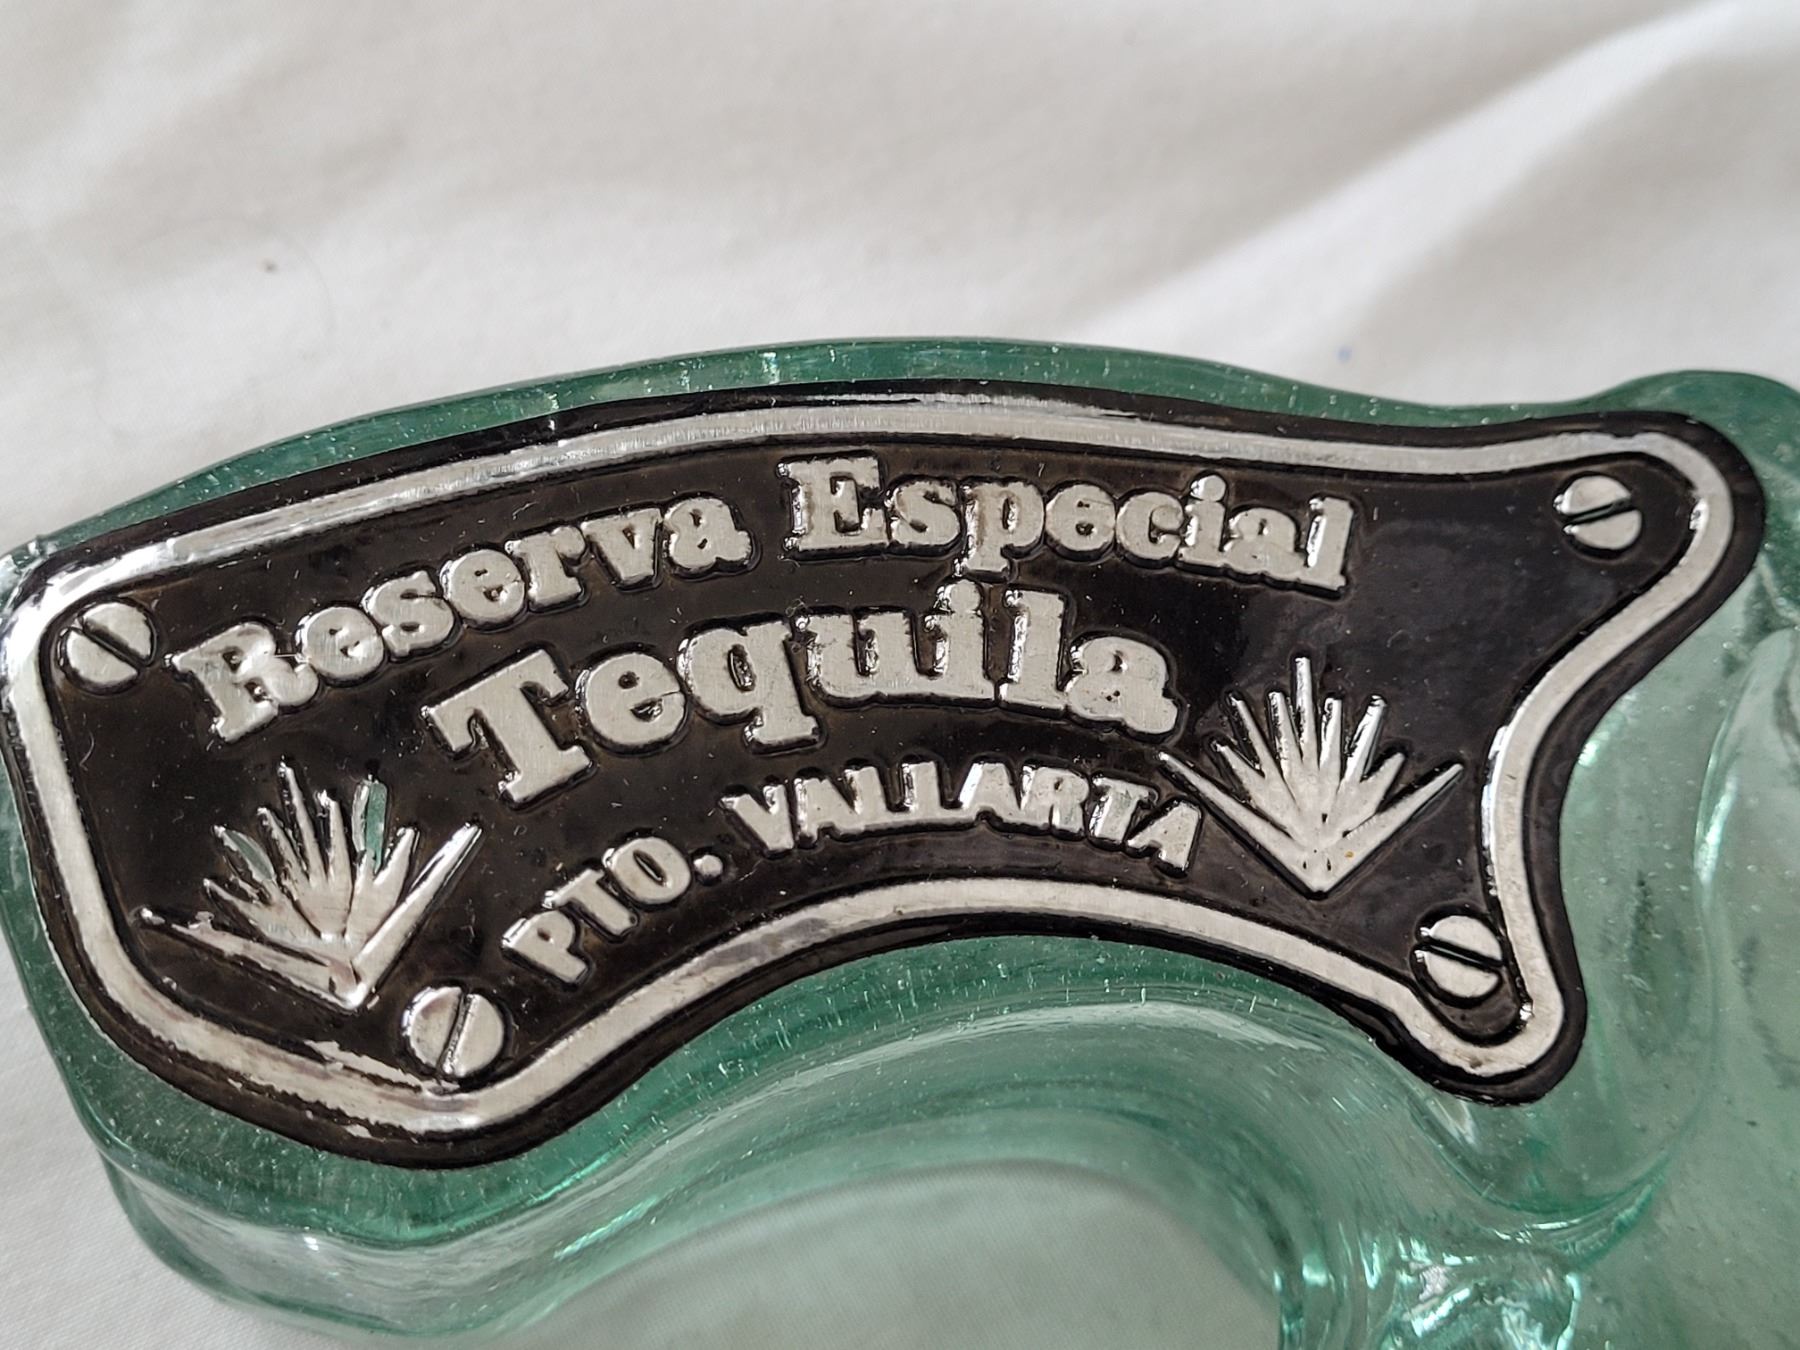 Reserva Especial
Tequila
PTO. VALLARTA